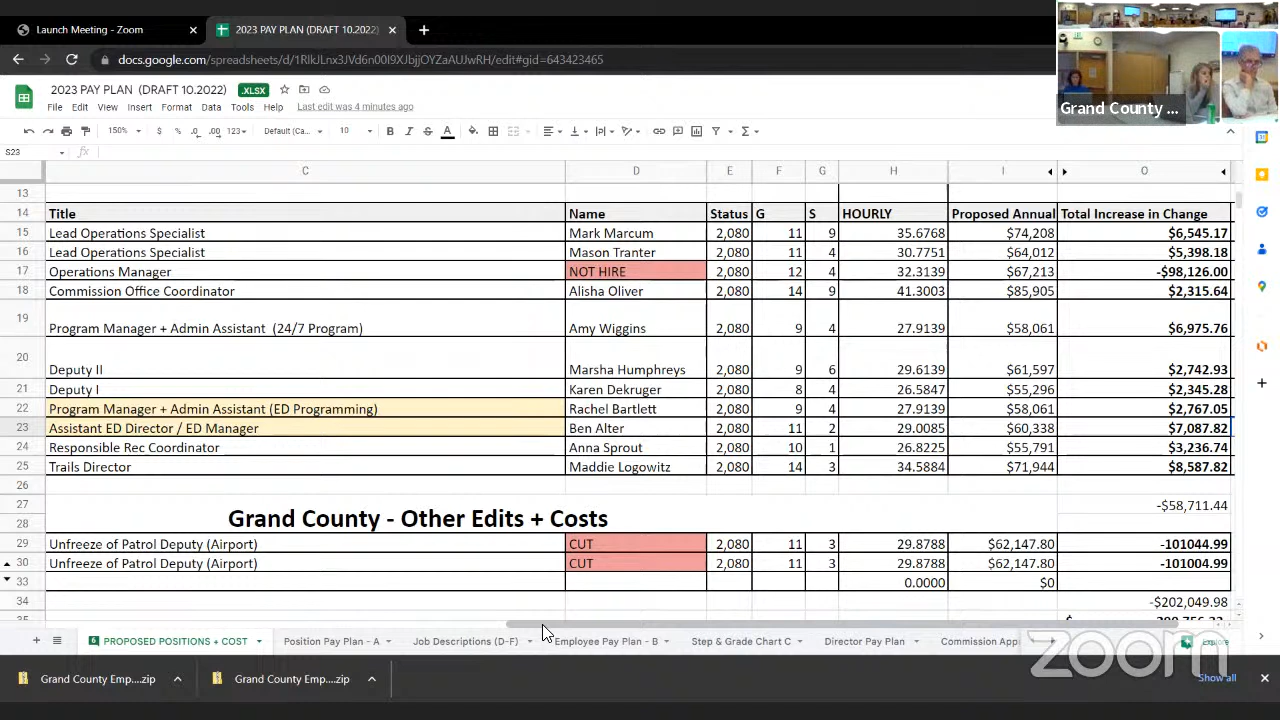 Launch Meeting - Zoom
2023 PAY PLAN (DRAFT 10.2022)
docs.google.com/spreadsheets/d/1RlkJLnx3JVd6n00I9XJbjjOYZaAUJwRH/edit#gid=643423465
2023 PAY PLAN (DRAFT 10.2022) .XLSX
File Edit View Insert Format Data Tools Help Last edit was 4 minutes ago
Grand County ...
150% $ % .0 .00 123 Default (Ca... 10 B I S A
S23 fx
C D E F G H I O
13
14 Title Name Status G S HOURLY Proposed Annual Total Increase in Change
15 Lead Operations Specialist Mark Marcum 2,080 11 9 35.6768 $74,208 $6,545.17
16 Lead Operations Specialist Mason Tranter 2,080 11 4 30.7751 $64,012 $5,398.18
17 Operations Manager NOT HIRE 2,080 12 4 32.3139 $67,213 -$98,126.00
18 Commission Office Coordinator Alisha Oliver 2,080 14 9 41.3003 $85,905 $2,315.64
19 Program Manager + Admin Assistant (24/7 Program) Amy Wiggins 2,080 9 4 27.9139 $58,061 $6,975.76
20 Deputy II Marsha Humphreys 2,080 9 6 29.6139 $61,597 $2,742.93
21 Deputy I Karen Dekruger 2,080 8 4 26.5847 $55,296 $2,345.28
22 Program Manager + Admin Assistant (ED Programming) Rachel Bartlett 2,080 9 4 27.9139 $58,061 $2,767.05
23 Assistant ED Director / ED Manager Ben Alter 2,080 11 2 29.0085 $60,338 $7,087.82
24 Responsible Rec Coordinator Anna Sprout 2,080 10 1 26.8225 $55,791 $3,236.74
25 Trails Director Maddie Logowitz 2,080 14 3 34.5884 $71,944 $8,587.82
26
27 -$58,711.44
28 Grand County - Other Edits + Costs
29 Unfreeze of Patrol Deputy (Airport) CUT 2,080 11 3 29.8788 $62,147.80 -101044.99
30 Unfreeze of Patrol Deputy (Airport) CUT 2,080 11 3 29.8788 $62,147.80 -101004.99
33 0.0000 $0
34 -$202,049.98
6 PROPOSED POSITIONS + COST Position Pay Plan - A Job Descriptions (D-F) Employee Pay Plan - B Step & Grade Chart C Director Pay Plan Commission App Explore
zoom
Grand County Emp....zip Grand County Emp....zip Show all